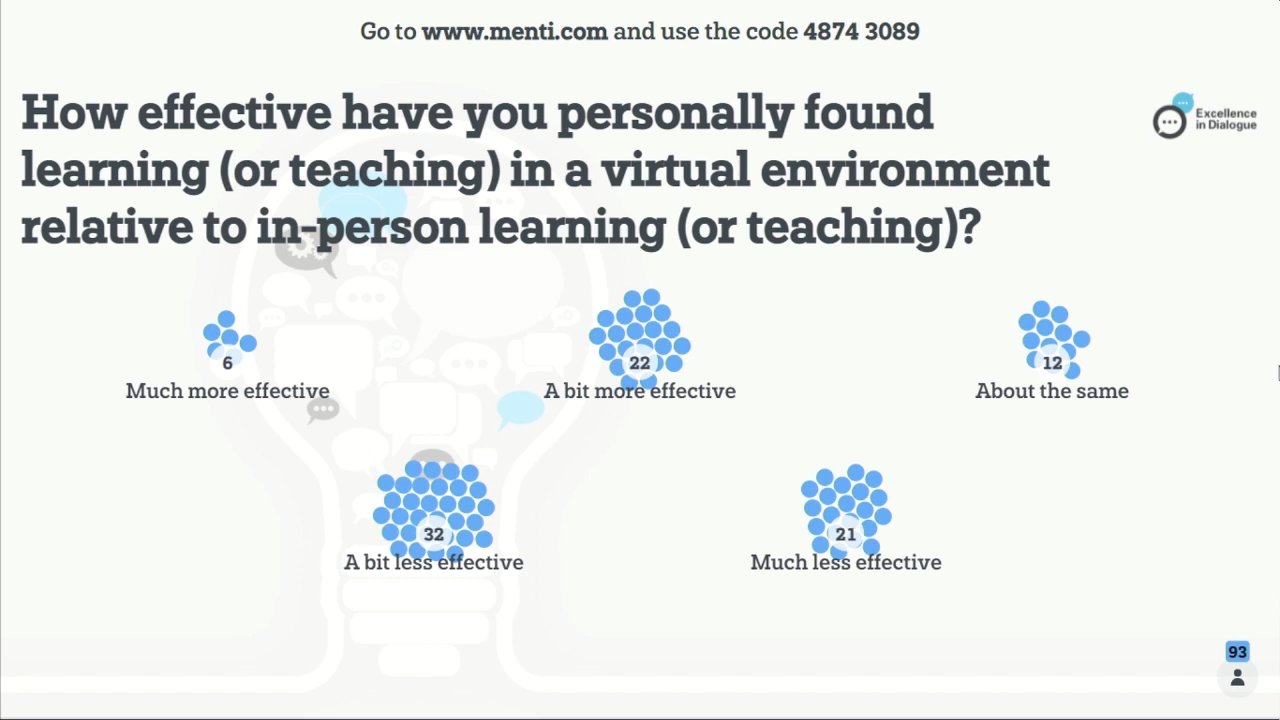 Go to www.menti.com and use the code 4874 3089
How effective have you personally found
learning (or teaching) in a virtual environment
relative to in-person learning (or teaching)?
Excellence
in Dialogue
6
Much more effective
22
A bit more effective
12
About the same
32
A bit less effective
21
Much less effective
93